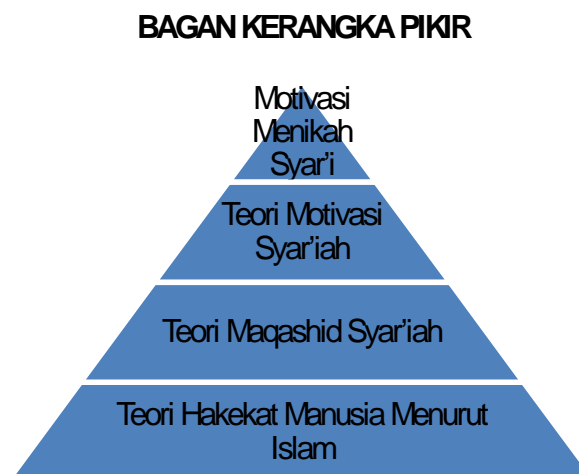 BAGAN KERANGKA PIKIR
Motivasi
Menikah
Syar'i
Teori Motivasi
Syar'iah
Teori Maqashid Syar'iah
Teori Hakekat Manusia Menurut
Islam